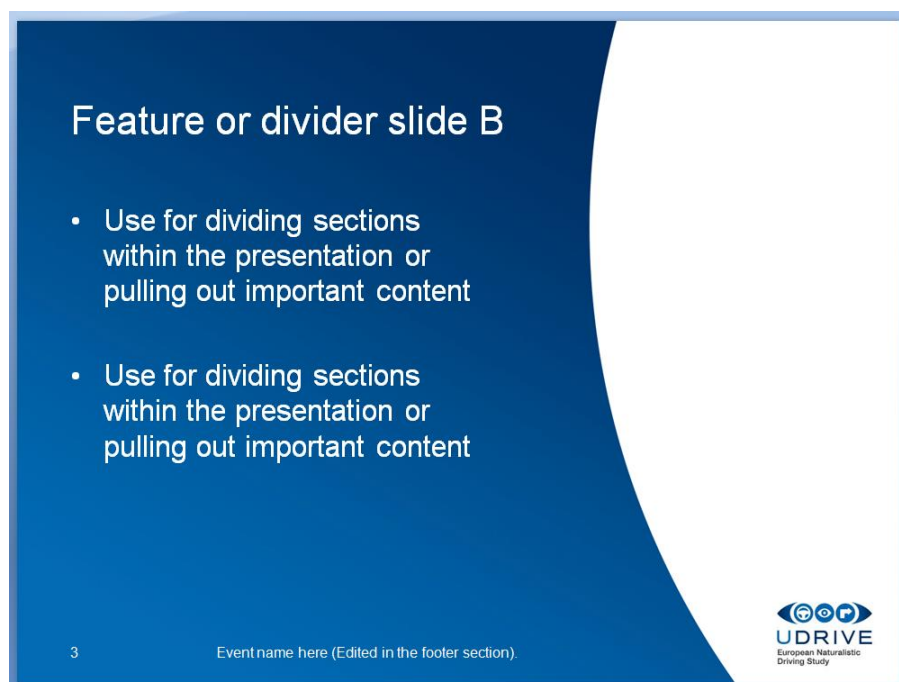 Feature or divider slide B
• Use for dividing sections
within the presentation or
pulling out important content
• Use for dividing sections
within the presentation or
pulling out important content
3
Event name here (Edited in the footer section).
UDRIVE
European Naturalistic
Driving Study